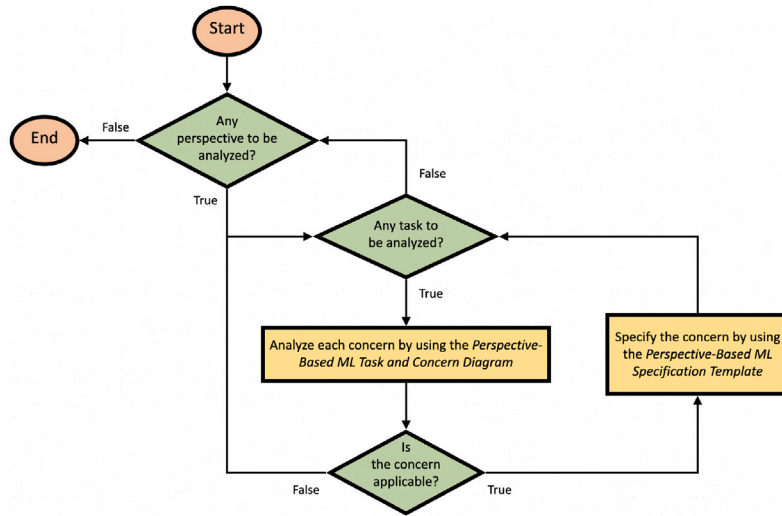 Start
Any
perspective to be
analyzed?
False
End
True
False
Any task to
be analyzed?
True
Analyze each concern by using the Perspective-
Based ML Task and Concern Diagram
Specify the concern by using
the Perspective-Based ML
Specification Template
Is
the concern
applicable?
False
True